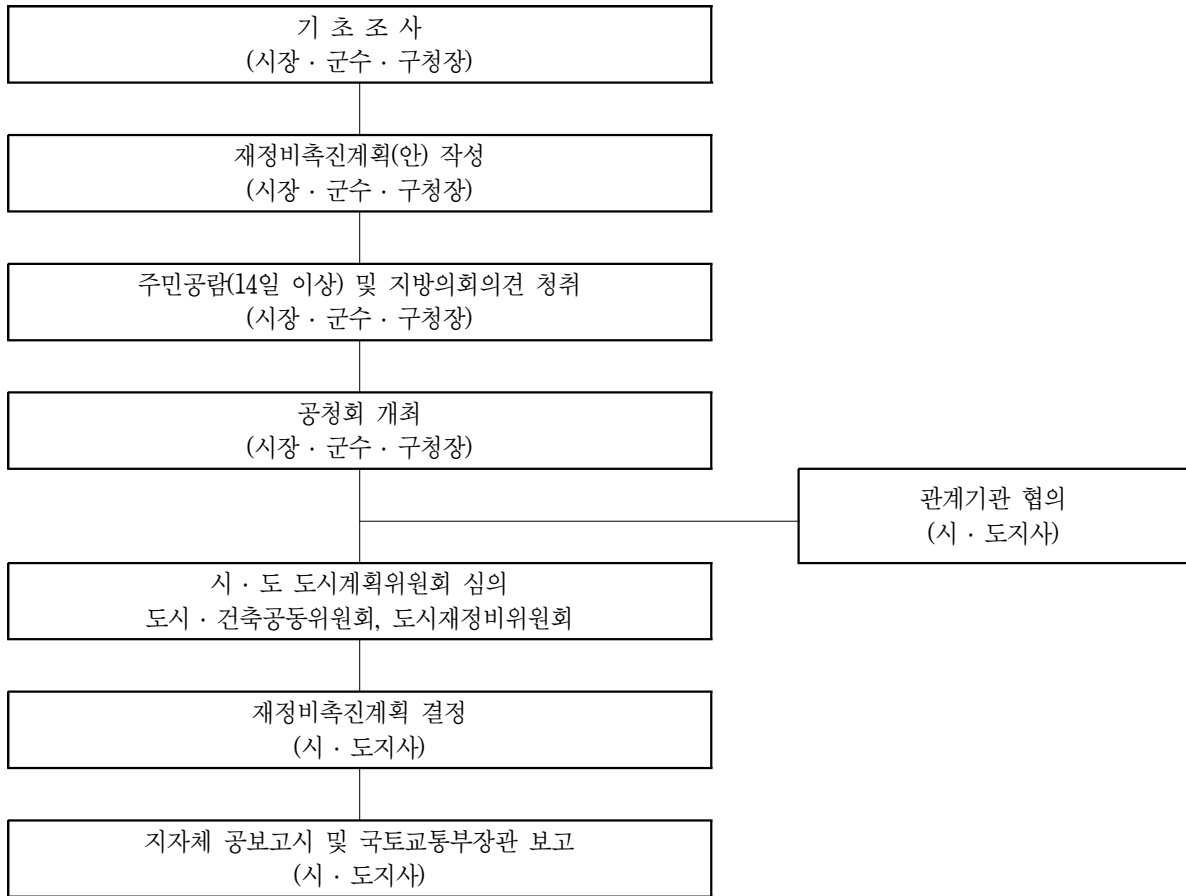 기 초 조 사
(시장 · 군수 · 구청장)
재정비촉진계획(안) 작성
(시장 · 군수 · 구청장)
주민공람(14일 이상) 및 지방의회의견 청취
(시장 · 군수 · 구청장)
공청회 개최
(시장 · 군수 · 구청장)
관계기관 협의
(시 · 도지사)
시 · 도 도시계획위원회 심의
도시 · 건축공동위원회, 도시재정비위원회
재정비촉진계획 결정
(시 · 도지사)
지자체 공보고시 및 국토교통부장관 보고
(시 · 도지사)